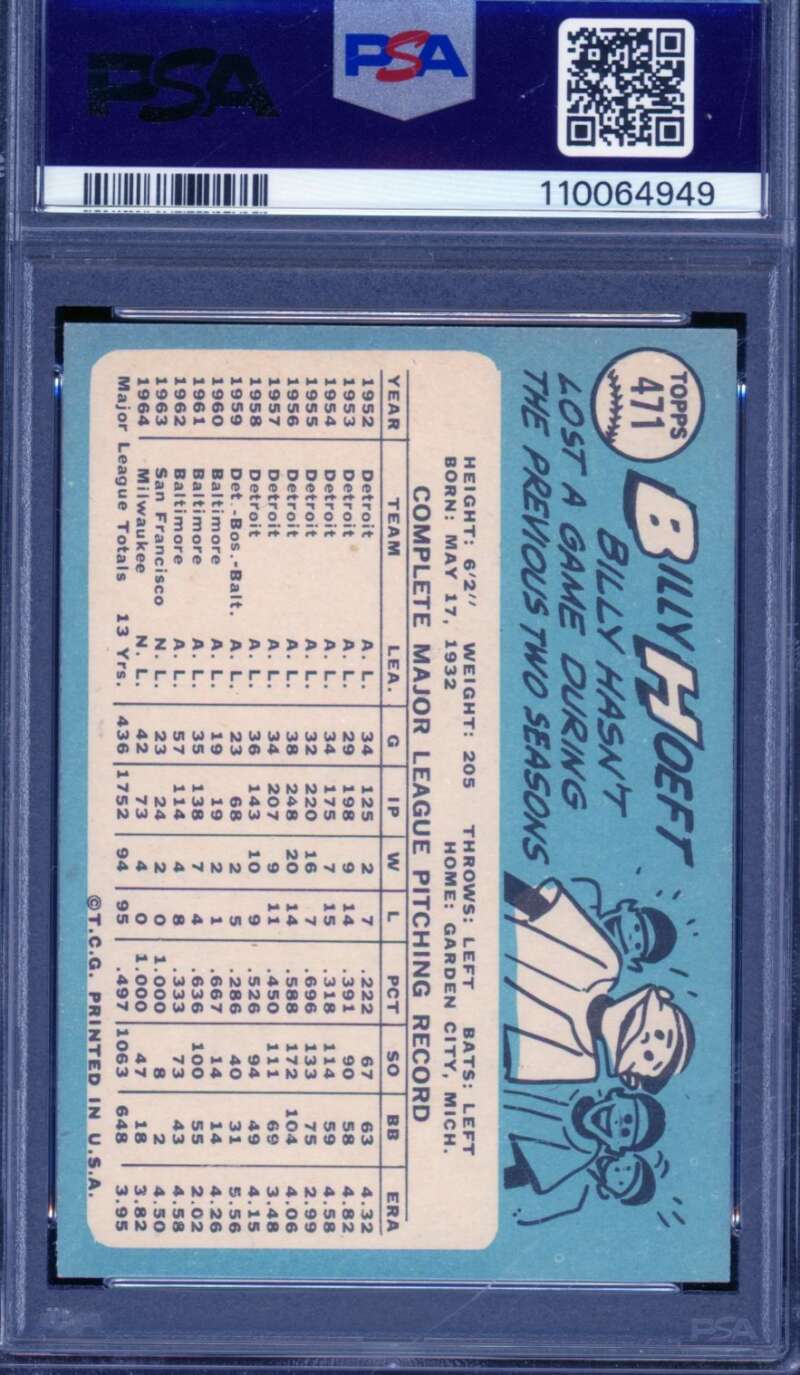 PSA
PSA
110064949
TOPPS
471
BILLY HOEFT
BILLY HASN'T
LOST A GAME DURING
THE PREVIOUS TWO SEASONS
HEIGHT: 6'2" WEIGHT: 205 THROWS: LEFT BATS: LEFT
BORN: MAY 17, 1932 HOME: GARDEN CITY, MICH.
COMPLETE MAJOR LEAGUE PITCHING RECORD
YEAR TEAM LEA. G IP W L PCT SO BB ERA
1952 Detroit A. L. 34 125 2 7 .222 67 63 4.32
1953 Detroit A. L. 29 198 9 14 .391 90 58 4.82
1954 Detroit A. L. 34 175 7 15 .318 114 59 4.58
1955 Detroit A. L. 32 220 16 7 .696 133 75 2.99
1956 Detroit A. L. 38 248 20 14 .588 172 104 4.06
1957 Detroit A. L. 34 207 9 11 .450 111 69 3.48
1958 Detroit A. L. 36 143 10 9 .526 94 49 4.15
1959 Det.-Bos.-Balt. A. L. 23 68 2 5 .286 40 31 5.56
1960 Baltimore A. L. 19 19 2 1 .667 14 14 4.26
1961 Baltimore A. L. 35 138 7 4 .636 100 55 2.02
1962 Baltimore A. L. 57 114 4 8 .333 73 43 4.58
1963 San Francisco N. L. 23 24 2 0 1.000 8 2 4.50
1964 Milwaukee N. L. 42 73 4 0 1.000 47 18 3.82
Major League Totals 13 Yrs. 436 1752 94 95 .497 1063 648 3.95
©T.C.G. PRINTED IN U.S.A.
PSA